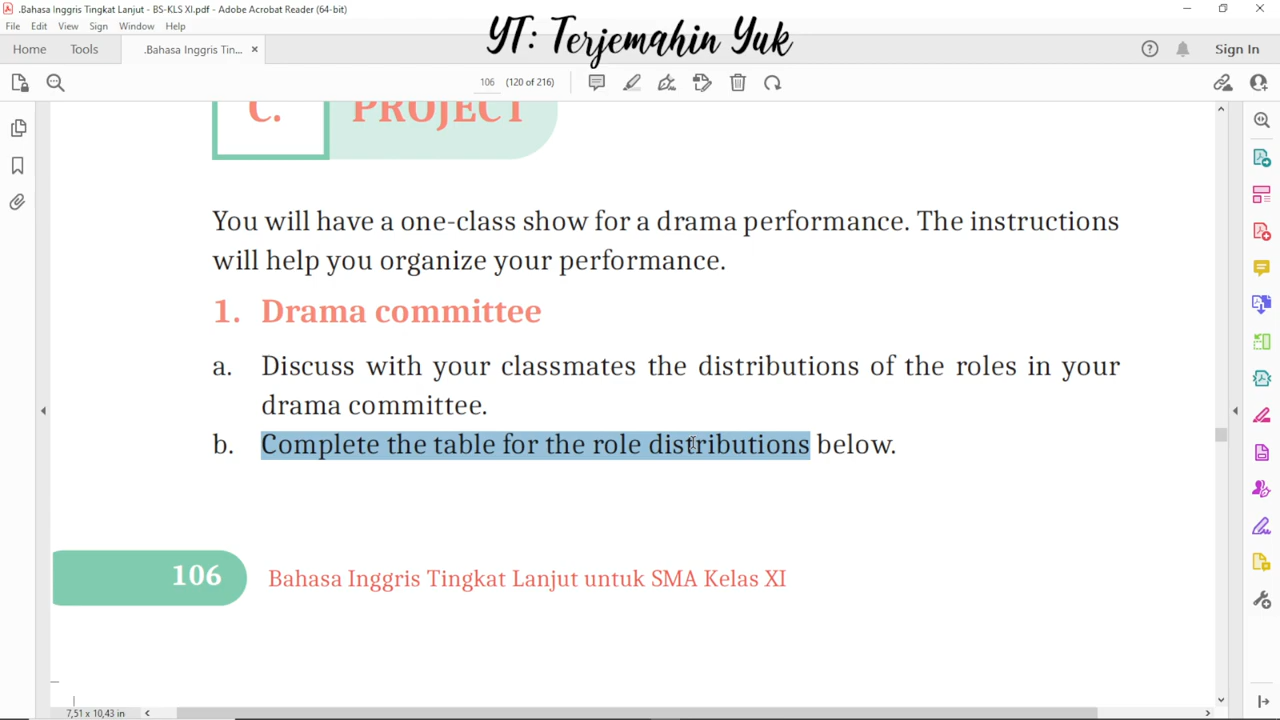 .Bahasa Inggris Tingkat Lanjut - BS-KLS XI.pdf - Adobe Acrobat Reader (64-bit)
File Edit View Sign Window Help
YT: Terjemahin Yuk
Home Tools .Bahasa Inggris Tin... × Sign In
106 (120 of 216)
C. PROJECT
You will have a one-class show for a drama performance. The instructions
will help you organize your performance.
1. Drama committee
a. Discuss with your classmates the distributions of the roles in your
drama committee.
b. Complete the table for the role distributions below.
106 Bahasa Inggris Tingkat Lanjut untuk SMA Kelas XI
7,51 x 10,43 in